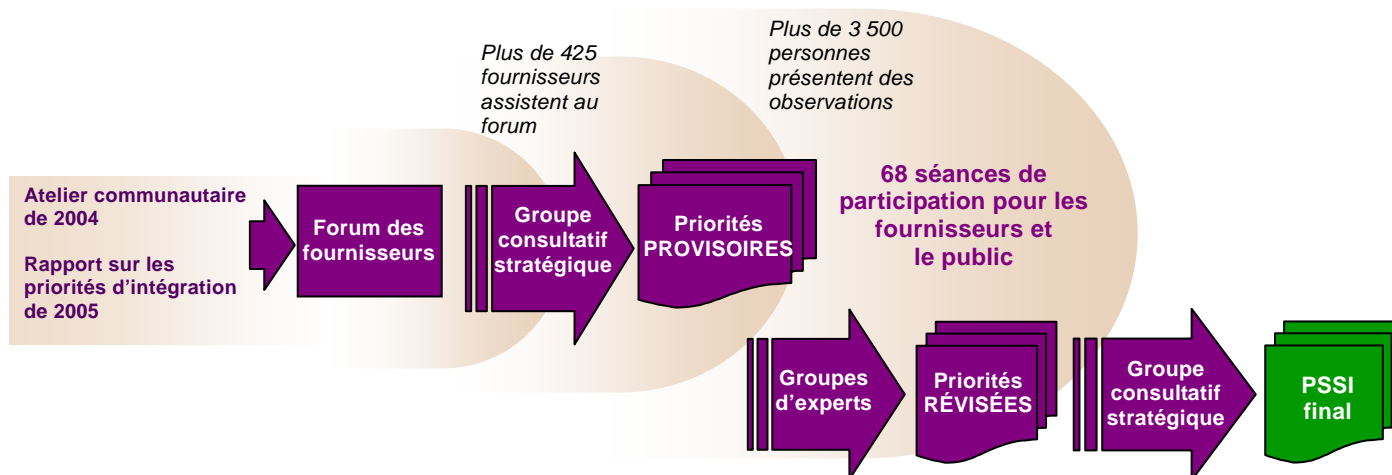 Atelier communautaire
de 2004
Rapport sur les
priorités d'intégration
de 2005
Forum des
fournisseurs
Plus de 425
fournisseurs
assistent au
forum
Groupe
consultatif
stratégique
Priorités
PROVISOIRES
Plus de 3 500
personnes
présentent des
observations
68 séances de
participation pour les
fournisseurs et
le public
Groupes
d'experts
Priorités
RÉVISÉES
Groupe
consultatif
stratégique
PSSI
final